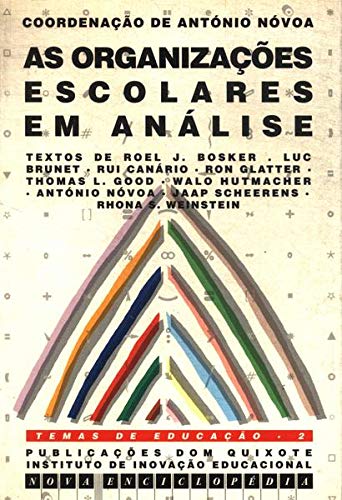 COORDENAÇÃO DE ANTÓNIO NÓVOA
AS ORGANIZAÇÕES
ESCOLARES
EM ANÁLISE
TEXTOS DE ROEL J. BOSKER . LUC
BRUNET · RUI CANÁRIO · RON GLATTER ·
THOMAS L. GOOD · WALO HUTMACHER
· ANTÓNIO NÓVOA · JAAP SCHEERENS ·
RHONA S. WEINSTEIN
TEMAS DE EDUCAÇÃO · 2
PUBLICAÇÕES DOM QUIXOTE
INSTITUTO DE INOVAÇÃO EDUCACIONAL
NOVA ENCICLOPÉDIA